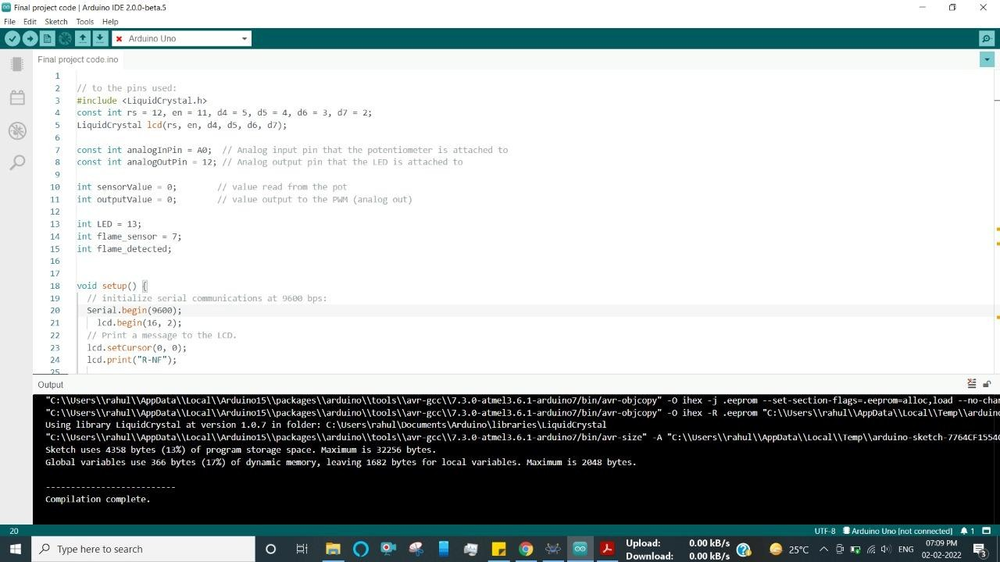 Final project code | Arduino IDE 2.0.0-beta.5
File Edit Sketch Tools Help
Arduino Uno
Final project code.ino
1
2 // to the pins used:
3 #include <LiquidCrystal.h>
4 const int rs = 12, en = 11, d4 = 5, d5 = 4, d6 = 3, d7 = 2;
5 LiquidCrystal lcd(rs, en, d4, d5, d6, d7);
6
7 const int analogInPin = A0;  // Analog input pin that the potentiometer is attached to
8 const int analogOutPin = 12; // Analog output pin that the LED is attached to
9
10 int sensorValue = 0;        // value read from the pot
11 int outputValue = 0;        // value output to the PWM (analog out)
12
13 int LED = 13;
14 int flame_sensor = 7;
15 int flame_detected;
16
17
18 void setup() {
19   // initialize serial communications at 9600 bps:
20   Serial.begin(9600);
21     lcd.begin(16, 2);
22   // Print a message to the LCD.
23   lcd.setCursor(0, 0);
24   lcd.print("R-NF");
25
Output
"C:\\Users\\rahul\\AppData\\Local\\Arduino15\\packages\\arduino\\tools\\avr-gcc\\7.3.0-atmel3.6.1-arduino7/bin/avr-objcopy" -O ihex -j .eeprom --set-section-flags=.eeprom=alloc,load --no-chan
"C:\\Users\\rahul\\AppData\\Local\\Arduino15\\packages\\arduino\\tools\\avr-gcc\\7.3.0-atmel3.6.1-arduino7/bin/avr-objcopy" -O ihex -R .eeprom "C:\\Users\\rahul\\AppData\\Local\\Temp\\arduino-
Using library LiquidCrystal at version 1.0.7 in folder: C:\Users\rahul\Documents\Arduino\libraries\LiquidCrystal
"C:\\Users\\rahul\\AppData\\Local\\Arduino15\\packages\\arduino\\tools\\avr-gcc\\7.3.0-atmel3.6.1-arduino7/bin/avr-size" -A "C:\\Users\\rahul\\AppData\\Local\\Temp\\arduino-sketch-7764CF1554C
Sketch uses 4358 bytes (13%) of program storage space. Maximum is 32256 bytes.
Global variables use 366 bytes (17%) of dynamic memory, leaving 1682 bytes for local variables. Maximum is 2048 bytes.
--------------------------
Compilation complete.
20 UTF-8 Arduino Uno [not connected] 1
Type here to search
Upload: 0.00 kB/s
Download: 0.00 kB/s
25°C
ENG
07:09 PM
02-02-2022
3